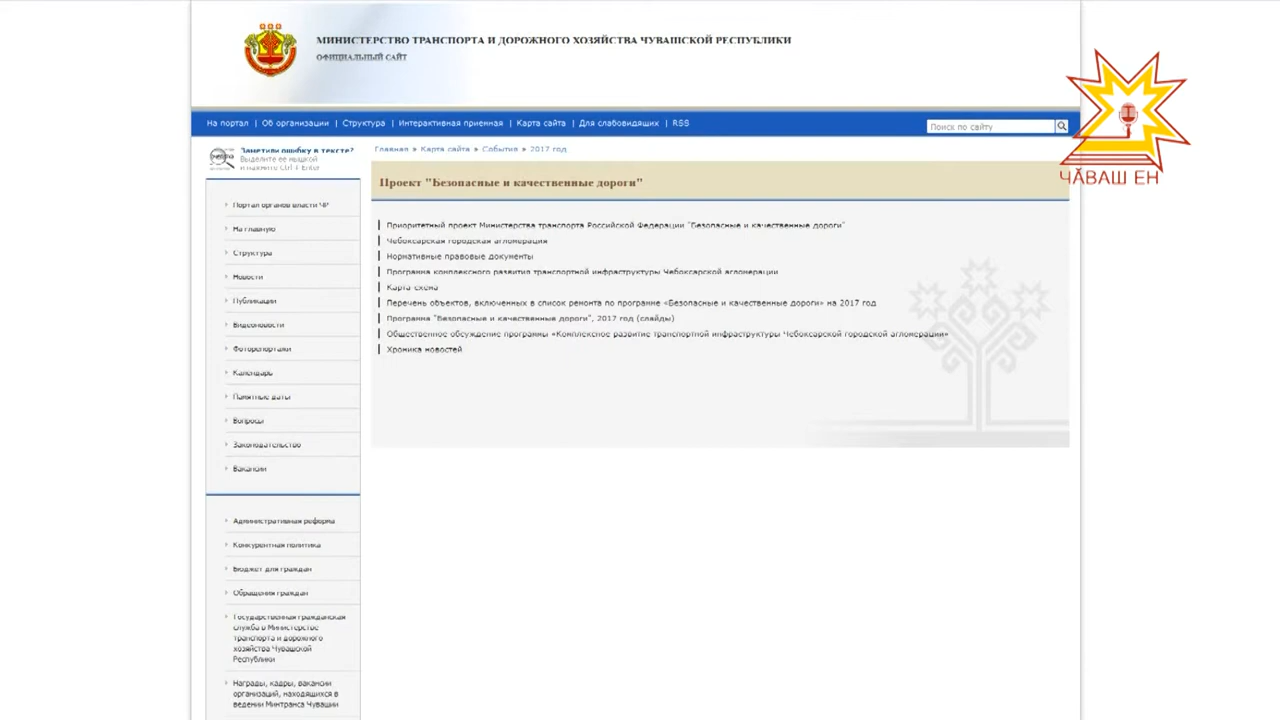 МИНИСТЕРСТВО ТРАНСПОРТА И ДОРОЖНОГО ХОЗЯЙСТВА ЧУВАШСКОЙ РЕСПУБЛИКИ
ОФИЦИАЛЬНЫЙ САЙТ
На портал | Об организации | Структура | Интерактивная приемная | Карта сайта | Для слабовидящих | RSS
Поиск по сайту
ЧĂВАШ ЕН
Заметили ошибку в тексте?
Выделите ее мышкой
и нажмите Ctrl + Enter
Портал органов власти ЧР
На главную
Структура
Новости
Публикации
Видеоновости
Фоторепортажи
Календарь
Памятные даты
Вопросы
Законодательство
Вакансии
Административная реформа
Конкурентная политика
Бюджет для граждан
Обращения граждан
Государственная гражданская
служба в Министерстве
транспорта и дорожного
хозяйства Чувашской
Республики
Награды, кадры, вакансии
организаций, находящихся в
ведении Минтранса Чувашии
Главная » Карта сайта » События » 2017 год
Проект "Безопасные и качественные дороги"
Приоритетный проект Министерства транспорта Российской Федерации "Безопасные и качественные дороги"
Чебоксарская городская агломерация
Нормативные правовые документы
Программа комплексного развития транспортной инфраструктуры Чебоксарской агломерации
Карта-схема
Перечень объектов, включенных в список ремонта по программе «Безопасные и качественные дороги» на 2017 год
Программа "Безопасные и качественные дороги", 2017 год (слайды)
Общественное обсуждение программы «Комплексное развитие транспортной инфраструктуры Чебоксарской городской агломерации»
Хроника новостей